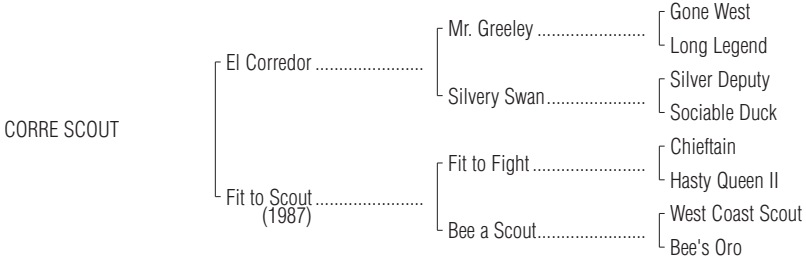 Gone West
Mr. Greeley ........................
Long Legend
El Corredor ........................
Silver Deputy
Silvery Swan......................
Sociable Duck
CORRE SCOUT
Chieftain
Fit to Fight .........................
Hasty Queen II
Fit to Scout ........................
(1987)
West Coast Scout
Bee a Scout........................
Bee's Oro